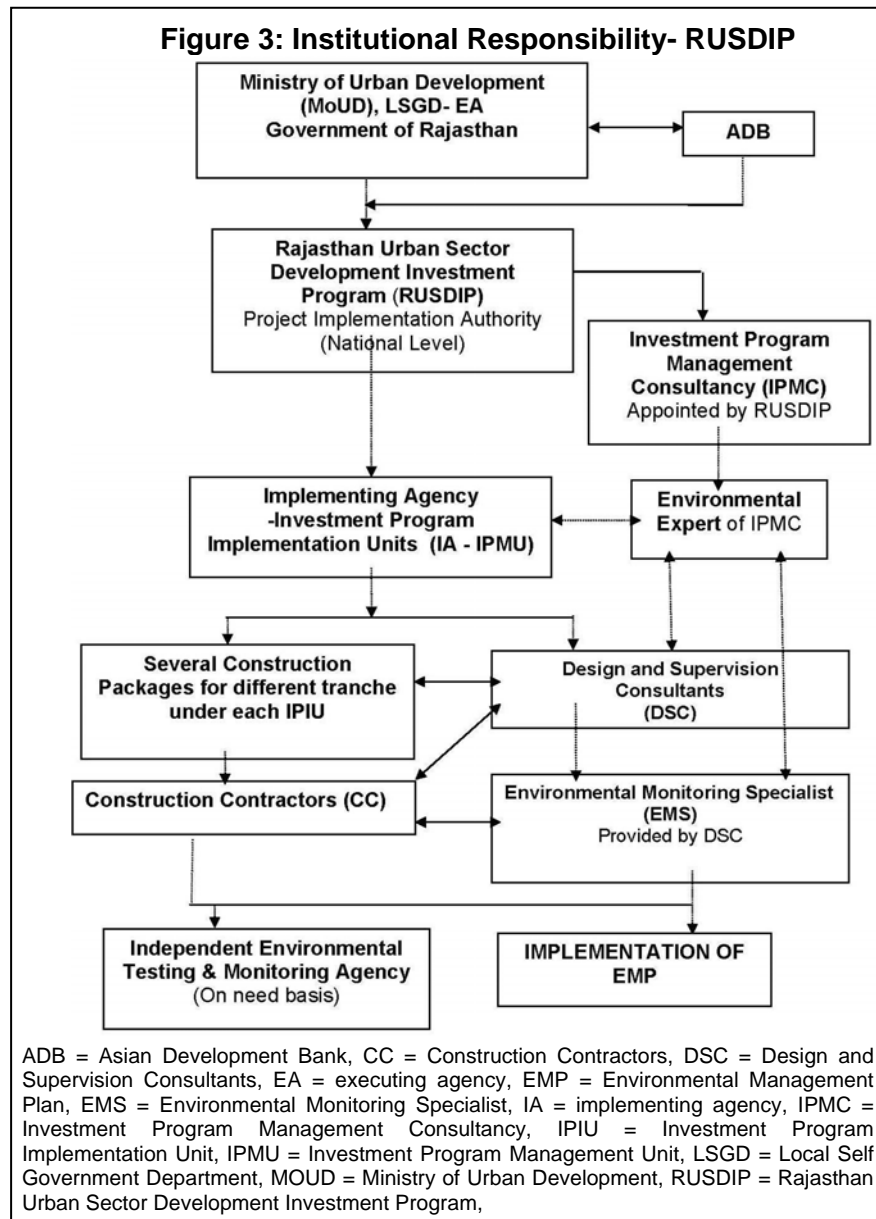 Figure 3: Institutional Responsibility- RUSDIP
Ministry of Urban Development
(MoUD), LSGD- EA
Government of Rajasthan
ADB
Rajasthan Urban Sector
Development Investment
Program (RUSDIP)
Project Implementation Authority
(National Level)
Investment Program
Management
Consultancy (IPMC)
Appointed by RUSDIP
Implementing Agency
-Investment Program
Implementation Units (IA - IPMU)
Environmental
Expert of IPMC
Several Construction
Packages for different tranche
under each IPIU
Design and Supervision
Consultants
(DSC)
Construction Contractors (CC)
Environmental Monitoring Specialist
(EMS)
Provided by DSC
Independent Environmental
Testing & Monitoring Agency
(On need basis)
IMPLEMENTATION OF
EMP
ADB = Asian Development Bank, CC = Construction Contractors, DSC = Design and
Supervision Consultants, EA = executing agency, EMP = Environmental Management
Plan, EMS = Environmental Monitoring Specialist, IA = implementing agency, IPMC =
Investment Program Management Consultancy, IPIU = Investment Program
Implementation Unit, IPMU = Investment Program Management Unit, LSGD = Local Self
Government Department, MOUD = Ministry of Urban Development, RUSDIP = Rajasthan
Urban Sector Development Investment Program,